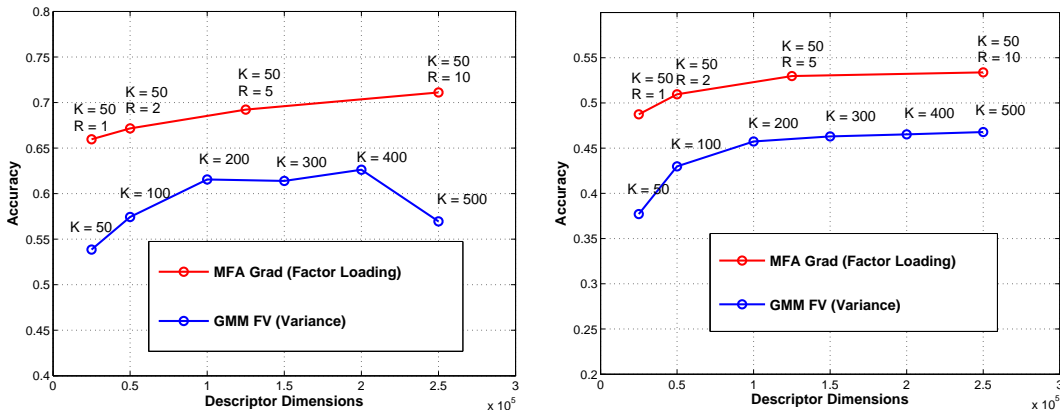 0.8
0.75
0.7
0.65
0.6
0.55
0.5
0.45
0.4
Accuracy
K = 50
R = 1
K = 50
R = 2
K = 50
R = 5
K = 50
R = 10
K = 50
K = 100
K = 200
K = 300
K = 400
K = 500
MFA Grad (Factor Loading)
GMM FV (Variance)
0 0.5 1 1.5 2 2.5 3
Descriptor Dimensions
x 10^5
0.55
0.5
0.45
0.4
0.35
0.3
0.25
0.2
Accuracy
K = 50
R = 1
K = 50
R = 2
K = 50
R = 5
K = 50
R = 10
K = 50
K = 100
K = 200
K = 300
K = 400
K = 500
MFA Grad (Factor Loading)
GMM FV (Variance)
0 0.5 1 1.5 2 2.5 3
Descriptor Dimensions
x 10^5